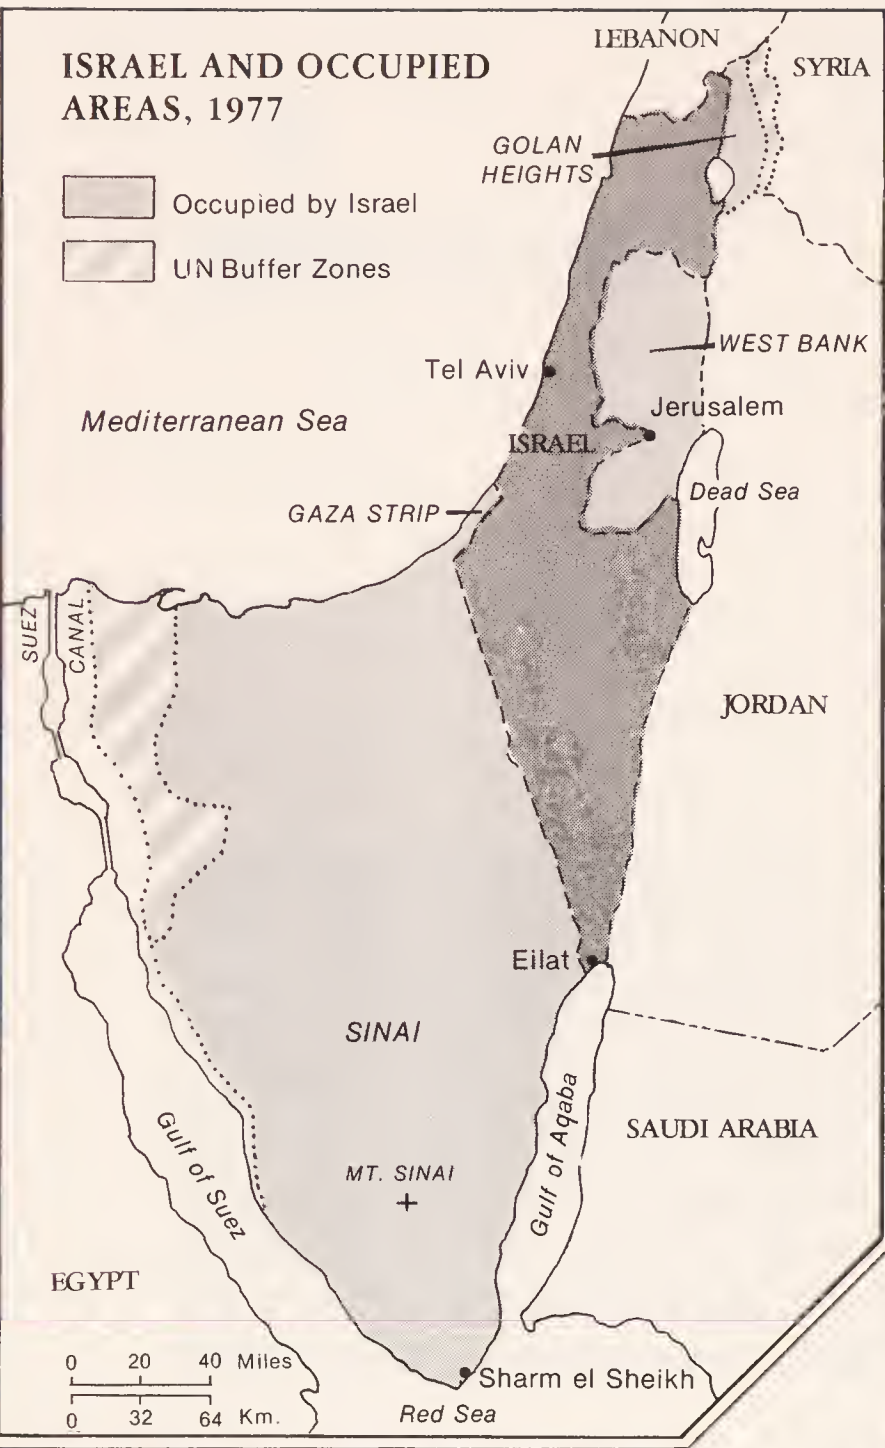 ISRAEL AND OCCUPIED
AREAS, 1977
Occupied by Israel
UN Buffer Zones
LEBANON
SYRIA
GOLAN
HEIGHTS
WEST BANK
Tel Aviv
Jerusalem
Mediterranean Sea
ISRAEL
Dead Sea
GAZA STRIP
SUEZ
CANAL
JORDAN
Eilat
SINAI
Gulf of Aqaba
SAUDI ARABIA
MT. SINAI
Gulf of Suez
EGYPT
0 20 40 Miles
0 32 64 Km.
Sharm el Sheikh
Red Sea